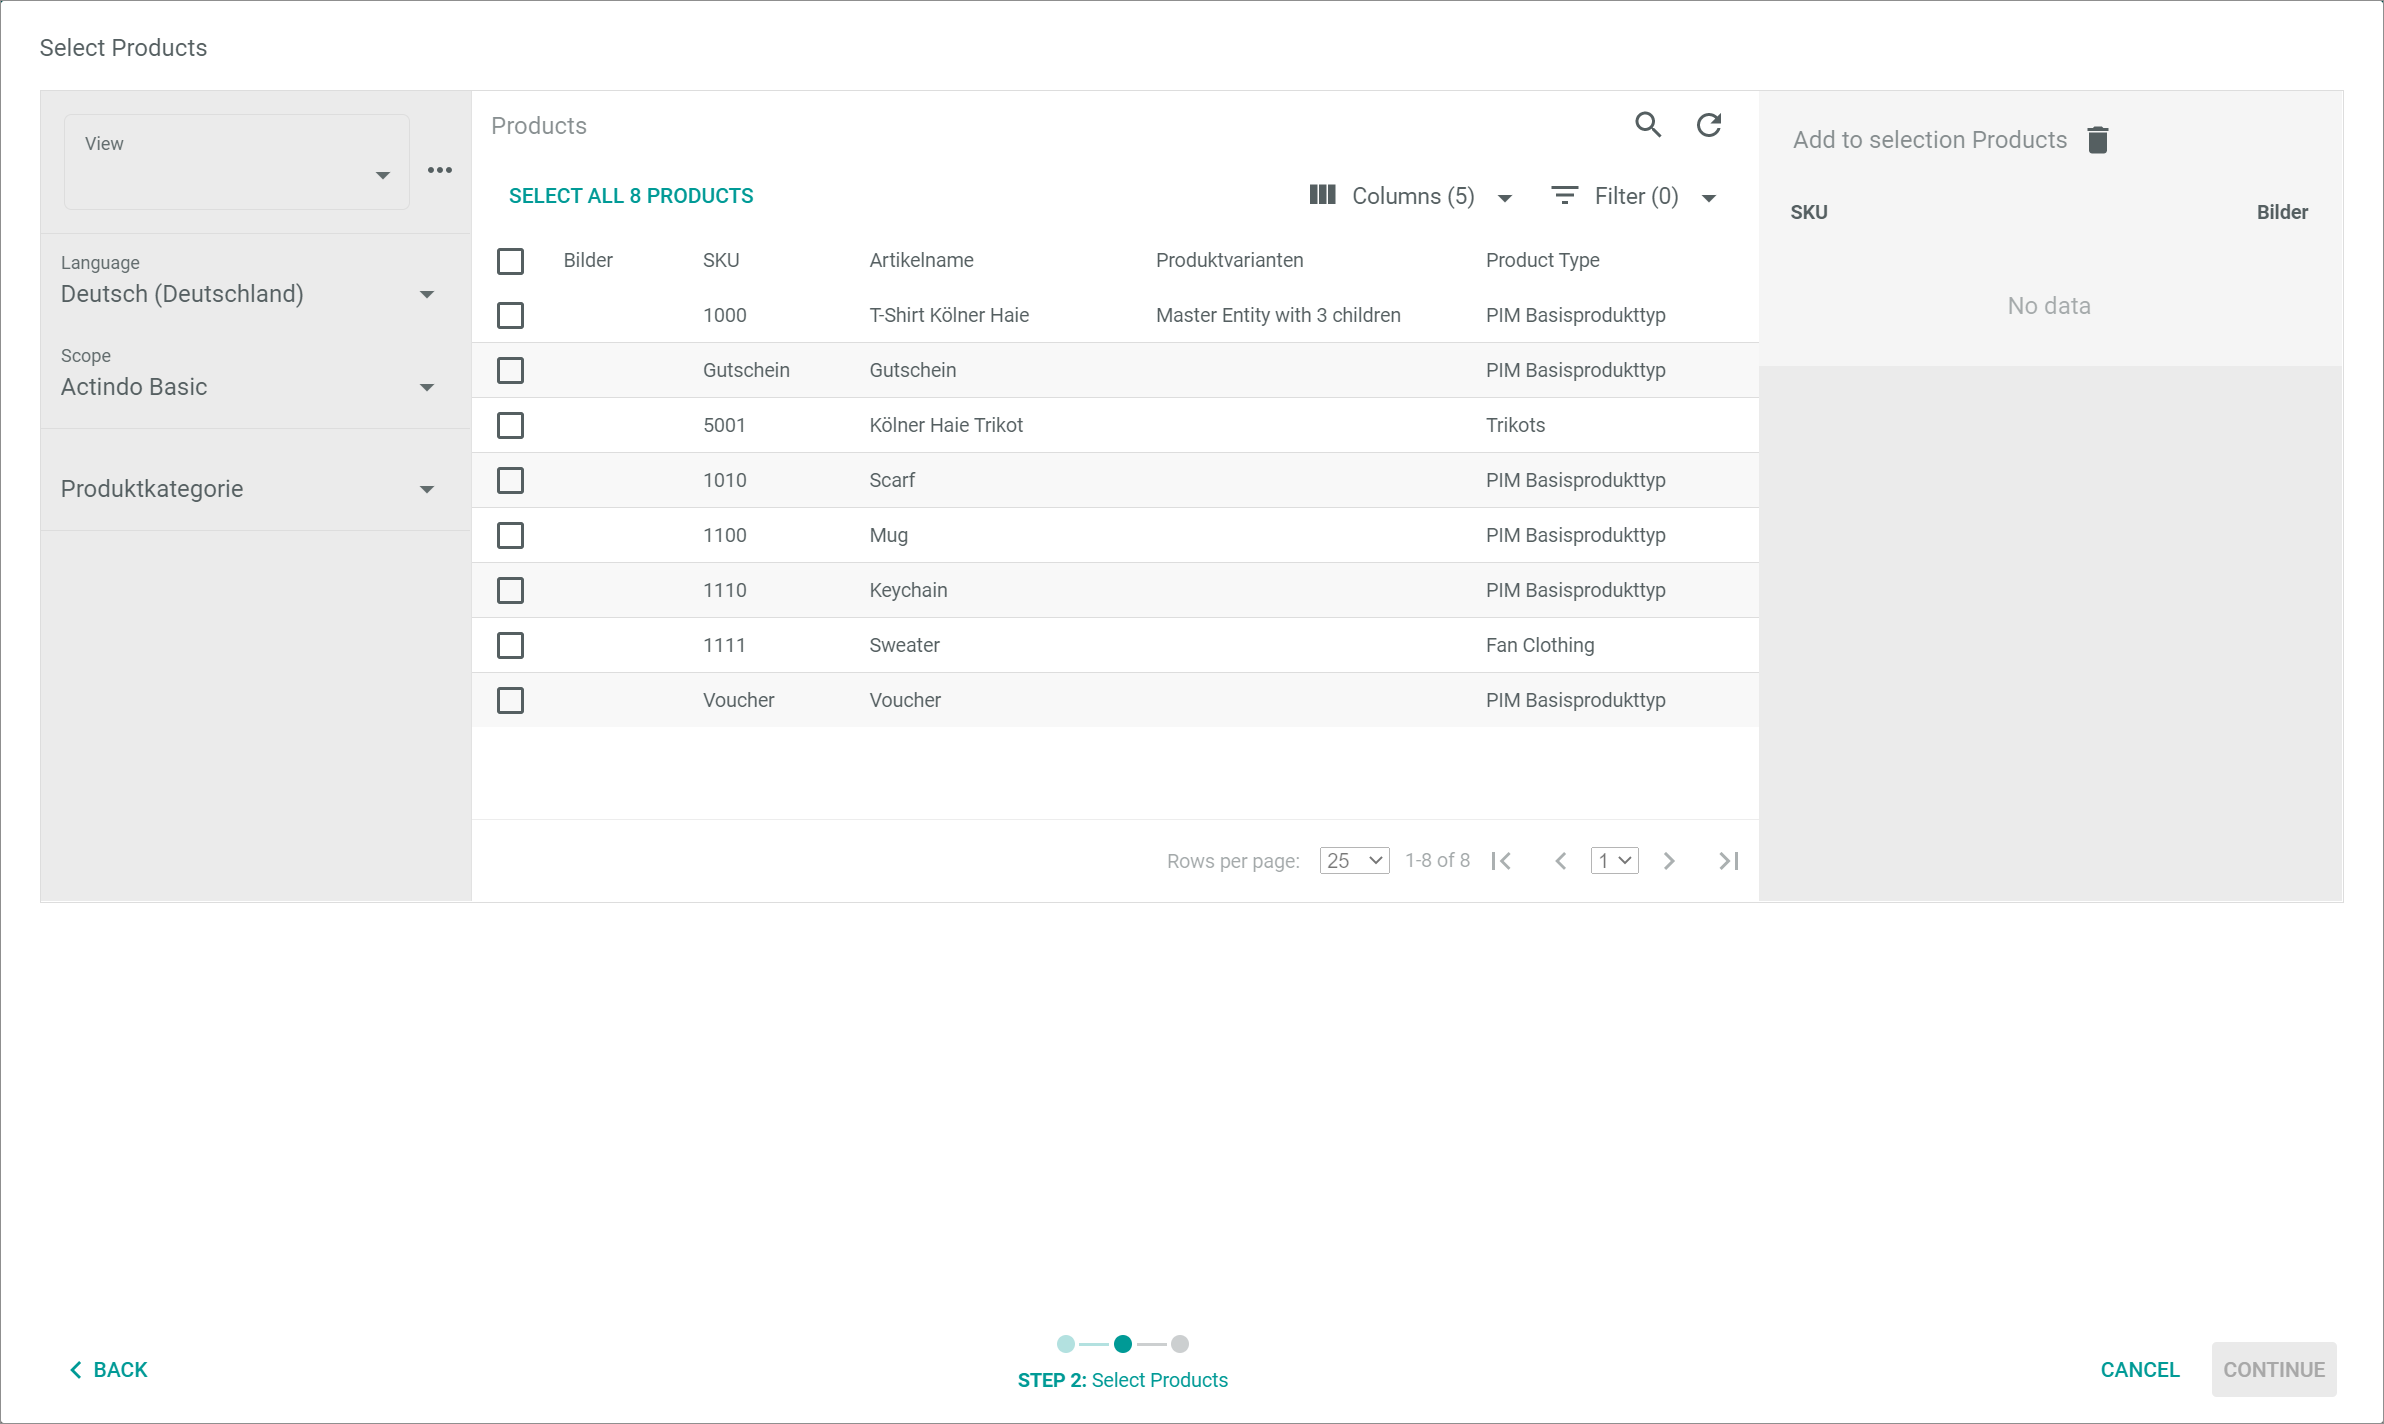 Select Products
View
Language
Deutsch (Deutschland)
Scope
Actindo Basic
Produktkategorie
Products
SELECT ALL 8 PRODUCTS
Columns (5)
Filter (0)
Bilder SKU Artikelname Produktvarianten Product Type
1000 T-Shirt Kölner Haie Master Entity with 3 children PIM Basisprodukttyp
Gutschein Gutschein PIM Basisprodukttyp
5001 Kölner Haie Trikot Trikots
1010 Scarf PIM Basisprodukttyp
1100 Mug PIM Basisprodukttyp
1110 Keychain PIM Basisprodukttyp
1111 Sweater Fan Clothing
Voucher Voucher PIM Basisprodukttyp
Rows per page: 25 1-8 of 8 1
Add to selection Products
SKU Bilder
No data
BACK
STEP 2: Select Products
CANCEL
CONTINUE